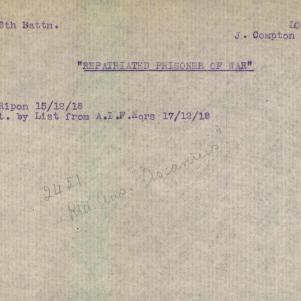 8th Battn.
J. Compton
"REPATRIATED PRISONER OF WAR"
Ripon 15/12/18
t. by List from A.I.F.Hqrs 17/12/18
2451